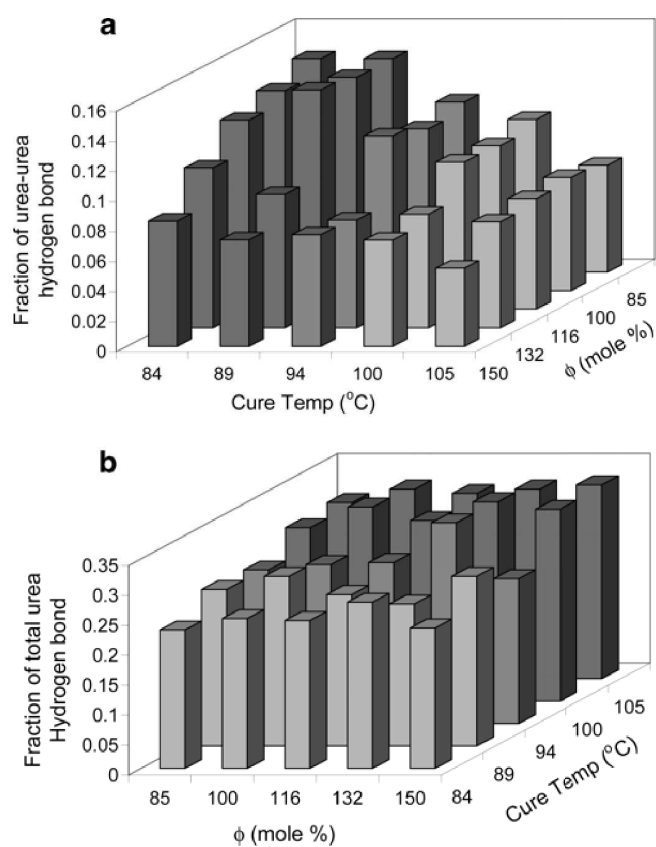 a
Fraction of urea-urea
hydrogen bond
0.16
0.14
0.12
0.1
0.08
0.06
0.04
0.02
0
84 89 94 100 105
Cure Temp (°C)
150 132 116 100 85
ϕ (mole %)
b
Fraction of total urea
Hydrogen bond
0.35
0.3
0.25
0.2
0.15
0.1
0.05
0
85 100 116 132 150
ϕ (mole %)
84 89 94 100 105
Cure Temp (°C)